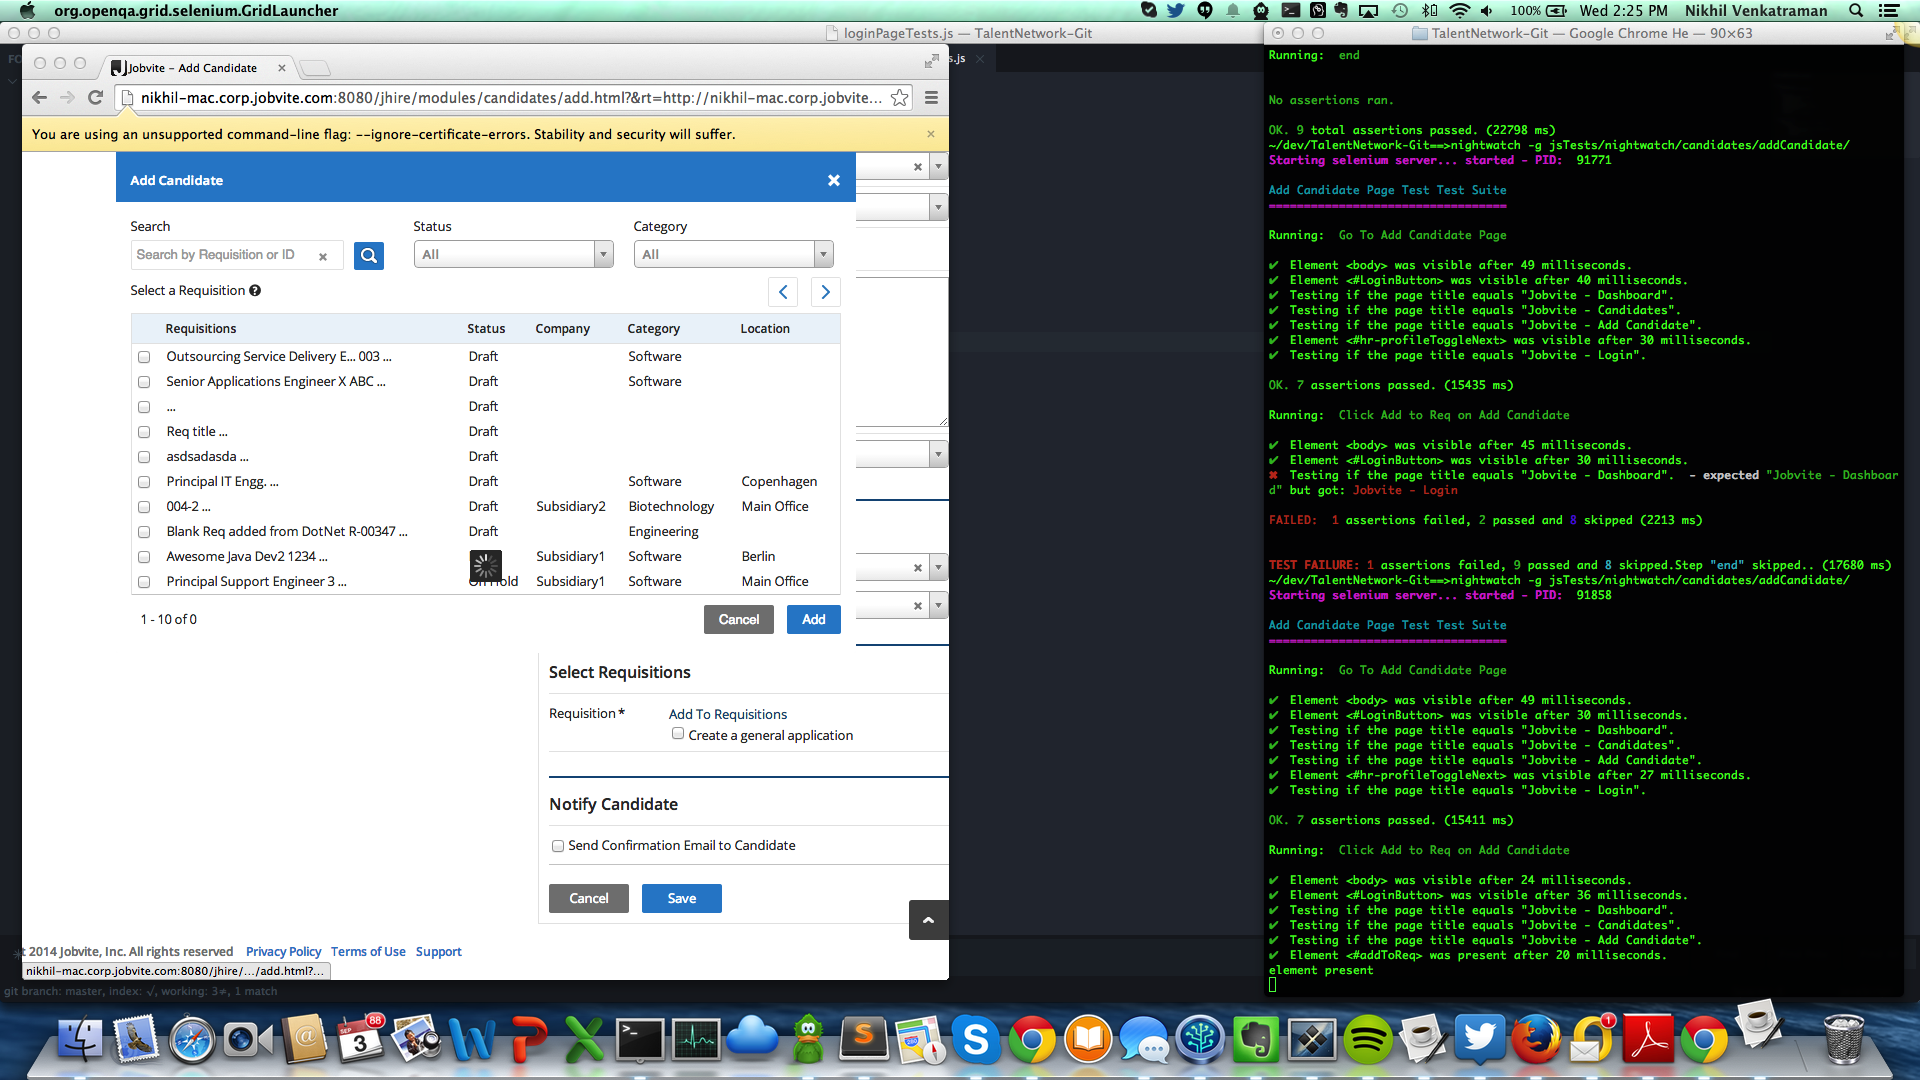 org.openqa.grid.selenium.GridLauncher
100%
Wed 2:25 PM
Nikhil Venkatraman
loginPageTests.js — TalentNetwork-Git
Jobvite – Add Candidate
nikhil-mac.corp.jobvite.com:8080/jhire/modules/candidates/add.html?&rt=http://nikhil-mac.corp.jobvite...
You are using an unsupported command-line flag: --ignore-certificate-errors. Stability and security will suffer.
Add Candidate
Search
Status
Category
Search by Requisition or ID
All
All
Select a Requisition
Requisitions Status Company Category Location
Outsourcing Service Delivery E... 003 ... Draft Software
Senior Applications Engineer X ABC ... Draft Software
... Draft
Req title ... Draft
asdsadasda ... Draft
Principal IT Engg. ... Draft Software Copenhagen
004-2 ... Draft Subsidiary2 Biotechnology Main Office
Blank Req added from DotNet R-00347 ... Draft Engineering
Awesome Java Dev2 1234 ... Subsidiary1 Software Berlin
Principal Support Engineer 3 ... On Hold Subsidiary1 Software Main Office
1 - 10 of 0
Cancel
Add
Select Requisitions
Requisition *
Add To Requisitions
Create a general application
Notify Candidate
Send Confirmation Email to Candidate
Cancel
Save
t 2014 Jobvite, Inc. All rights reserved Privacy Policy Terms of Use Support
nikhil-mac.corp.jobvite.com:8080/jhire/.../add.html?...
git branch: master, index: √, working: 3≠, 1 match
s.js
TalentNetwork-Git — Google Chrome He — 90×63
Running: end
No assertions ran.
OK. 9 total assertions passed. (22798 ms)
~/dev/TalentNetwork-Git==>nightwatch -g jsTests/nightwatch/candidates/addCandidate/
Starting selenium server... started - PID: 91771
Add Candidate Page Test Test Suite
==================================
Running: Go To Add Candidate Page
✔ Element <body> was visible after 49 milliseconds.
✔ Element <#LoginButton> was visible after 40 milliseconds.
✔ Testing if the page title equals "Jobvite - Dashboard".
✔ Testing if the page title equals "Jobvite - Candidates".
✔ Testing if the page title equals "Jobvite - Add Candidate".
✔ Element <#hr-profileToggleNext> was visible after 30 milliseconds.
✔ Testing if the page title equals "Jobvite - Login".
OK. 7 assertions passed. (15435 ms)
Running: Click Add to Req on Add Candidate
✔ Element <body> was visible after 45 milliseconds.
✔ Element <#LoginButton> was visible after 30 milliseconds.
✖ Testing if the page title equals "Jobvite - Dashboard". - expected "Jobvite - Dashboar
d" but got: Jobvite - Login
FAILED: 1 assertions failed, 2 passed and 8 skipped (2213 ms)
TEST FAILURE: 1 assertions failed, 9 passed and 8 skipped.Step "end" skipped.. (17680 ms)
~/dev/TalentNetwork-Git==>nightwatch -g jsTests/nightwatch/candidates/addCandidate/
Starting selenium server... started - PID: 91858
Add Candidate Page Test Test Suite
==================================
Running: Go To Add Candidate Page
✔ Element <body> was visible after 49 milliseconds.
✔ Element <#LoginButton> was visible after 30 milliseconds.
✔ Testing if the page title equals "Jobvite - Dashboard".
✔ Testing if the page title equals "Jobvite - Candidates".
✔ Testing if the page title equals "Jobvite - Add Candidate".
✔ Element <#hr-profileToggleNext> was visible after 27 milliseconds.
✔ Testing if the page title equals "Jobvite - Login".
OK. 7 assertions passed. (15411 ms)
Running: Click Add to Req on Add Candidate
✔ Element <body> was visible after 24 milliseconds.
✔ Element <#LoginButton> was visible after 36 milliseconds.
✔ Testing if the page title equals "Jobvite - Dashboard".
✔ Testing if the page title equals "Jobvite - Candidates".
✔ Testing if the page title equals "Jobvite - Add Candidate".
✔ Element <#addToReq> was present after 20 milliseconds.
element present
SEP
3
88
1